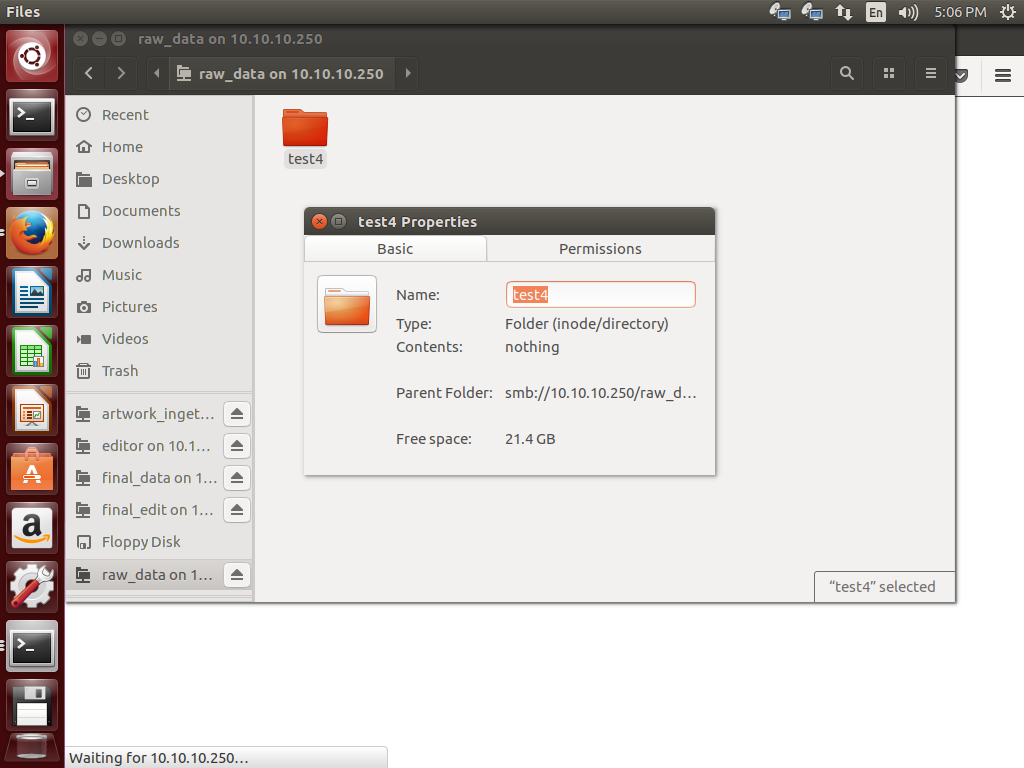 Files
En
5:06 PM
raw_data on 10.10.10.250
raw_data on 10.10.10.250
Recent
Home
Desktop
Documents
Downloads
Music
Pictures
Videos
Trash
artwork_inget…
editor on 10.1…
final_data on 1…
final_edit on 1…
Floppy Disk
raw_data on 1…
test4
test4 Properties
Basic
Permissions
Name:
test4
Type:
Folder (inode/directory)
Contents:
nothing
Parent Folder:
smb://10.10.10.250/raw_d…
Free space:
21.4 GB
“test4” selected
Waiting for 10.10.10.250…